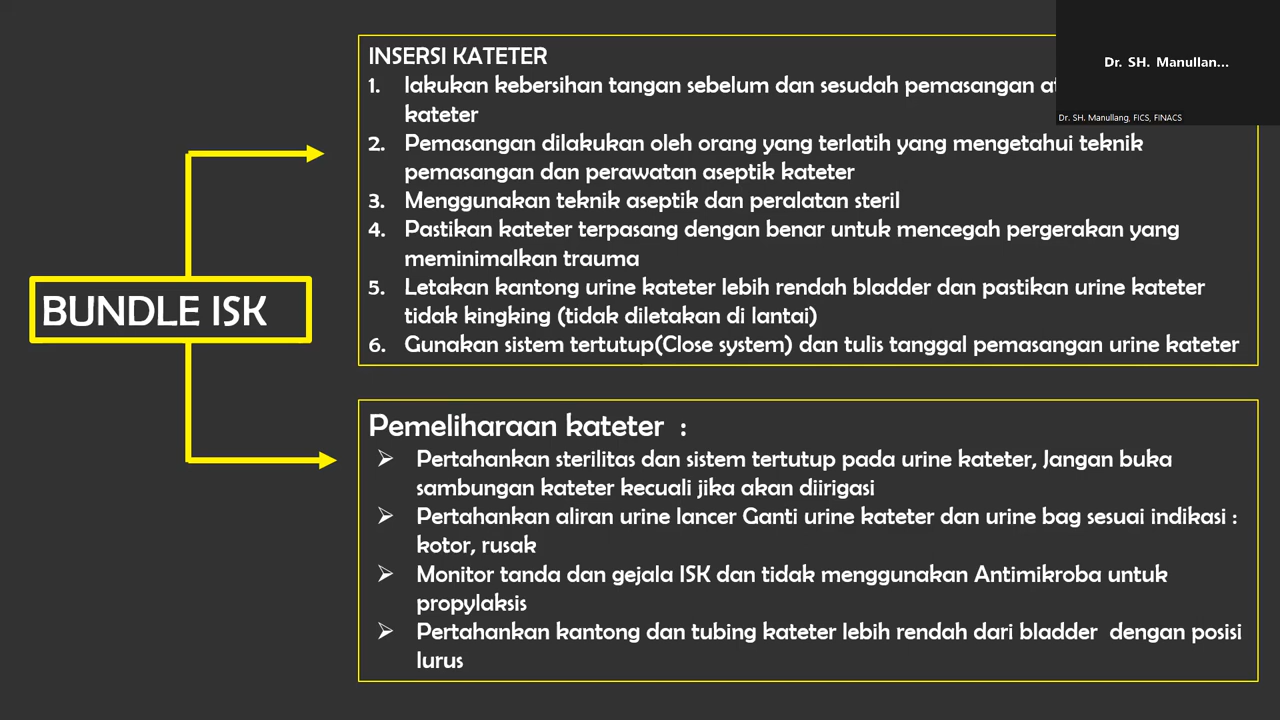 INSERSI KATETER
1. lakukan kebersihan tangan sebelum dan sesudah pemasangan
kateter
2. Pemasangan dilakukan oleh orang yang terlatih yang mengetahui teknik
pemasangan dan perawatan aseptik kateter
3. Menggunakan teknik aseptik dan peralatan steril
4. Pastikan kateter terpasang dengan benar untuk mencegah pergerakan yang
meminimalkan trauma
5. Letakan kantong urine kateter lebih rendah bladder dan pastikan urine kateter
tidak kingking (tidak diletakan di lantai)
6. Gunakan sistem tertutup(Close system) dan tulis tanggal pemasangan urine kateter
Dr. SH. Manullan...
Dr. SH. Manullang, FICS, FINACS
BUNDLE ISK
Pemeliharaan kateter :
➢ Pertahankan sterilitas dan sistem tertutup pada urine kateter, Jangan buka
sambungan kateter kecuali jika akan diirigasi
➢ Pertahankan aliran urine lancer Ganti urine kateter dan urine bag sesuai indikasi :
kotor, rusak
➢ Monitor tanda dan gejala ISK dan tidak menggunakan Antimikroba untuk
propylaksis
➢ Pertahankan kantong dan tubing kateter lebih rendah dari bladder dengan posisi
lurus